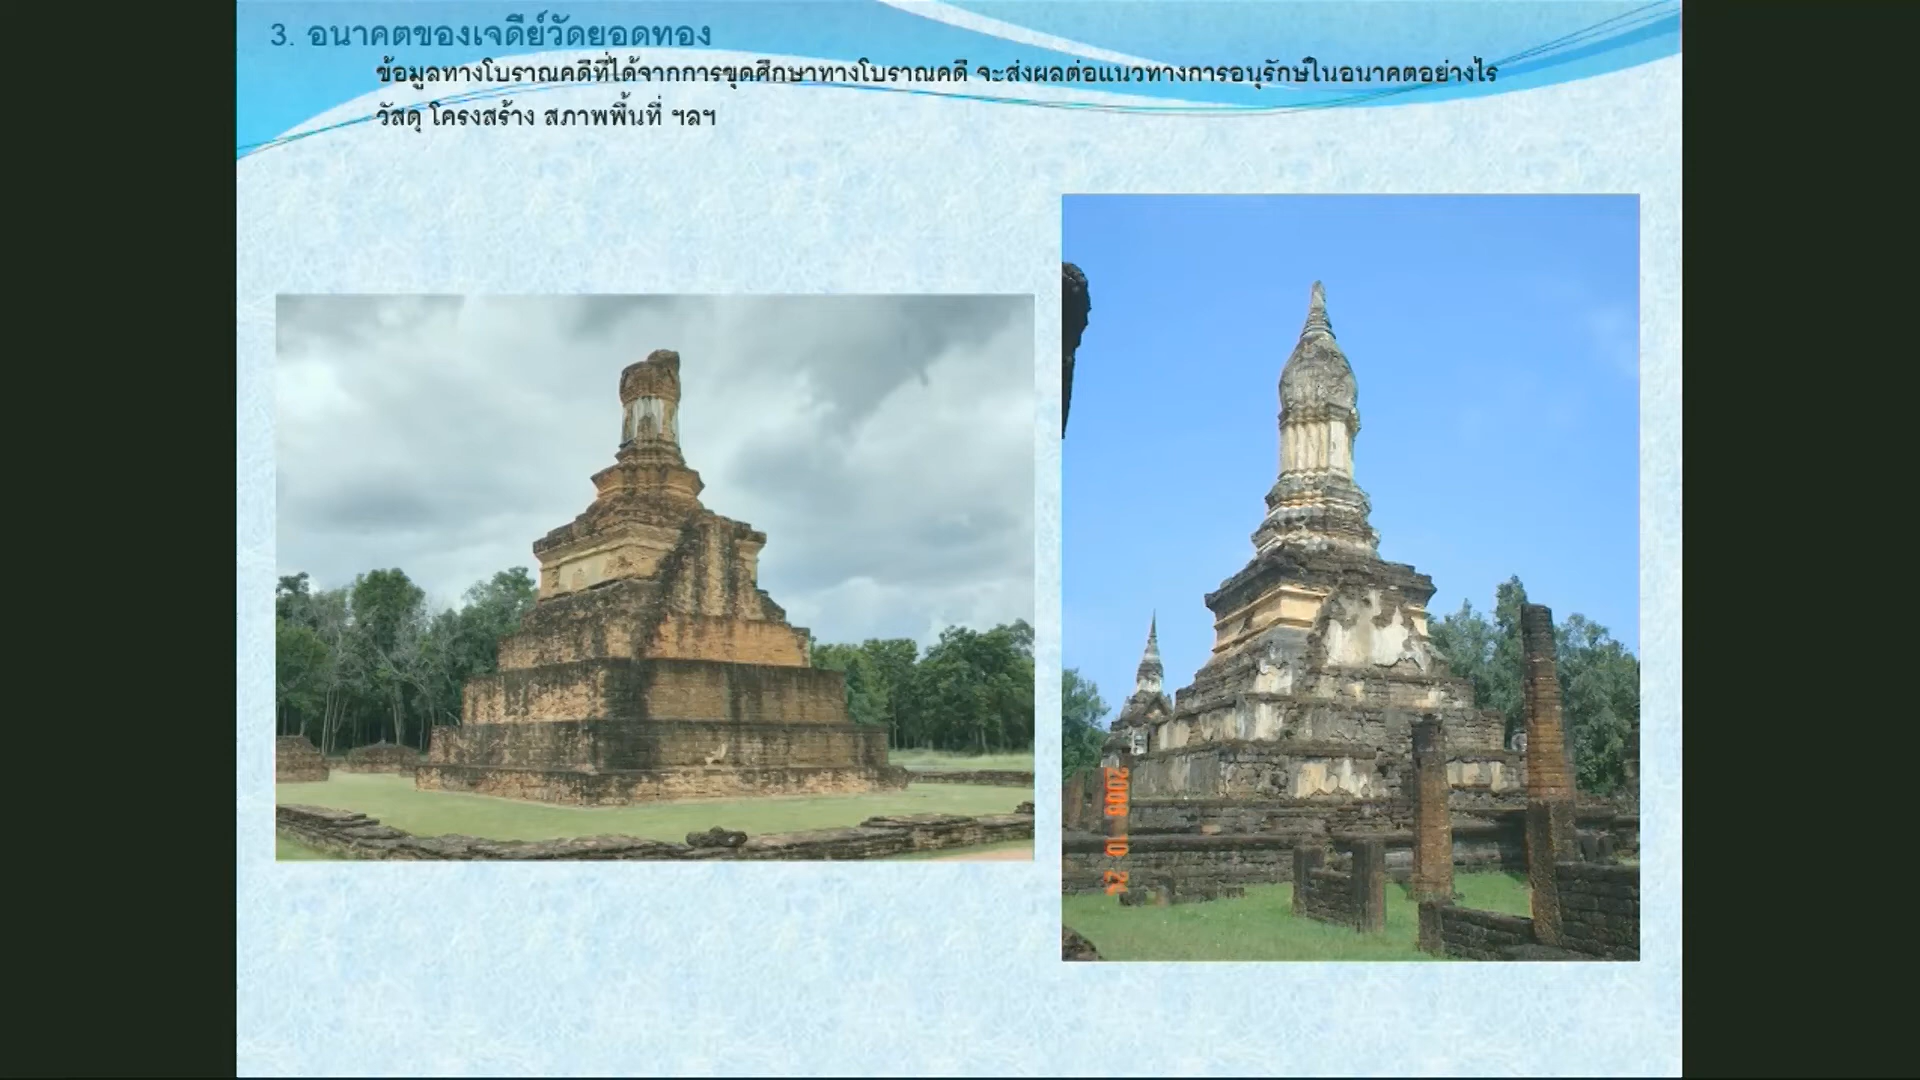 3. อนาคตของเจดีย์วัดยอดทอง
ข้อมูลทางโบราณคดีที่ได้จากการขุดศึกษาทางโบราณคดี จะส่งผลต่อแนวทางการอนุรักษ์ในอนาคตอย่างไร
วัสดุ โครงสร้าง สภาพพื้นที่ ฯลฯ